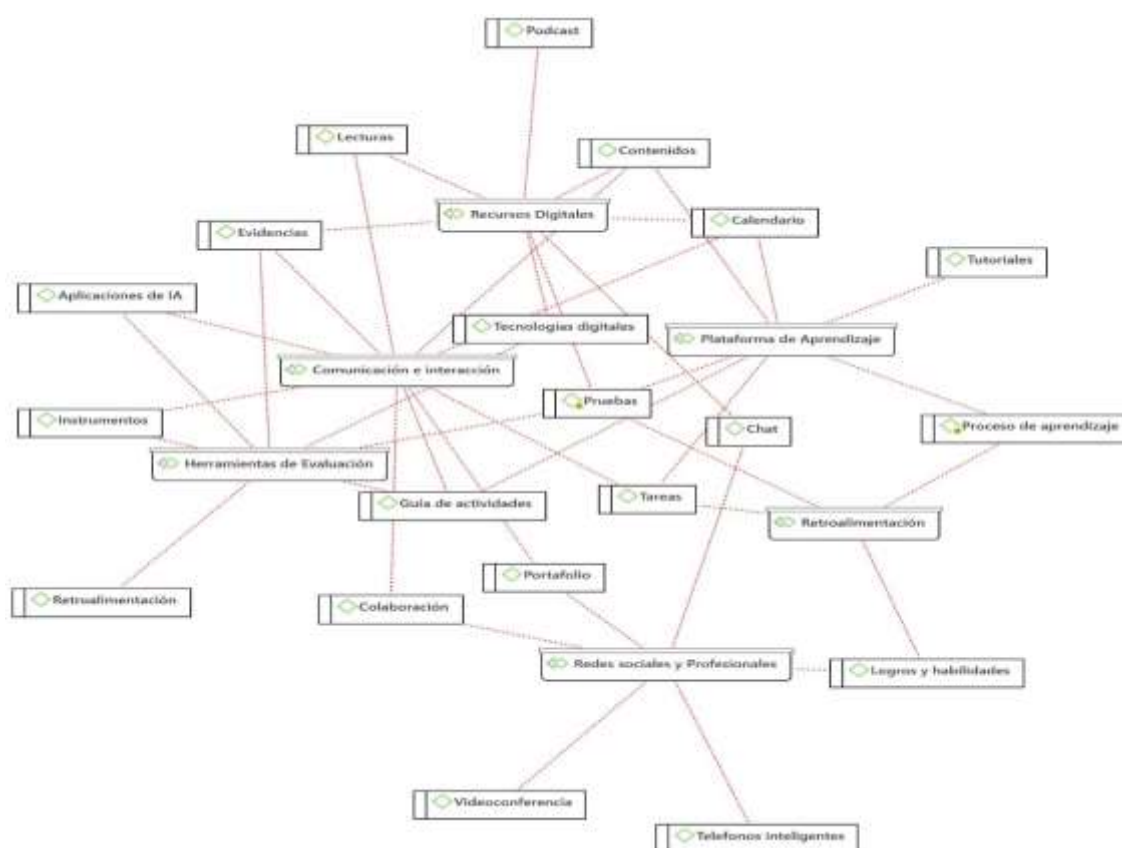 Podcast
Lecturas
Contenidos
Recursos Digitales
Calendario
Evidencias
Tutoriales
Aplicaciones de IA
Tecnologías digitales
Plataforma de Aprendizaje
Comunicación e interacción
Pruebas
Instrumentos
Chat
Proceso de aprendizaje
Herramientas de Evaluación
Guia de actividades
Tareas
Retroalimentación
Portafolio
Retrualimentación
Colaboración
Redes sociales y Profesionales
Logros y habilidades
Videoconferencia
Telefonos inteligentes